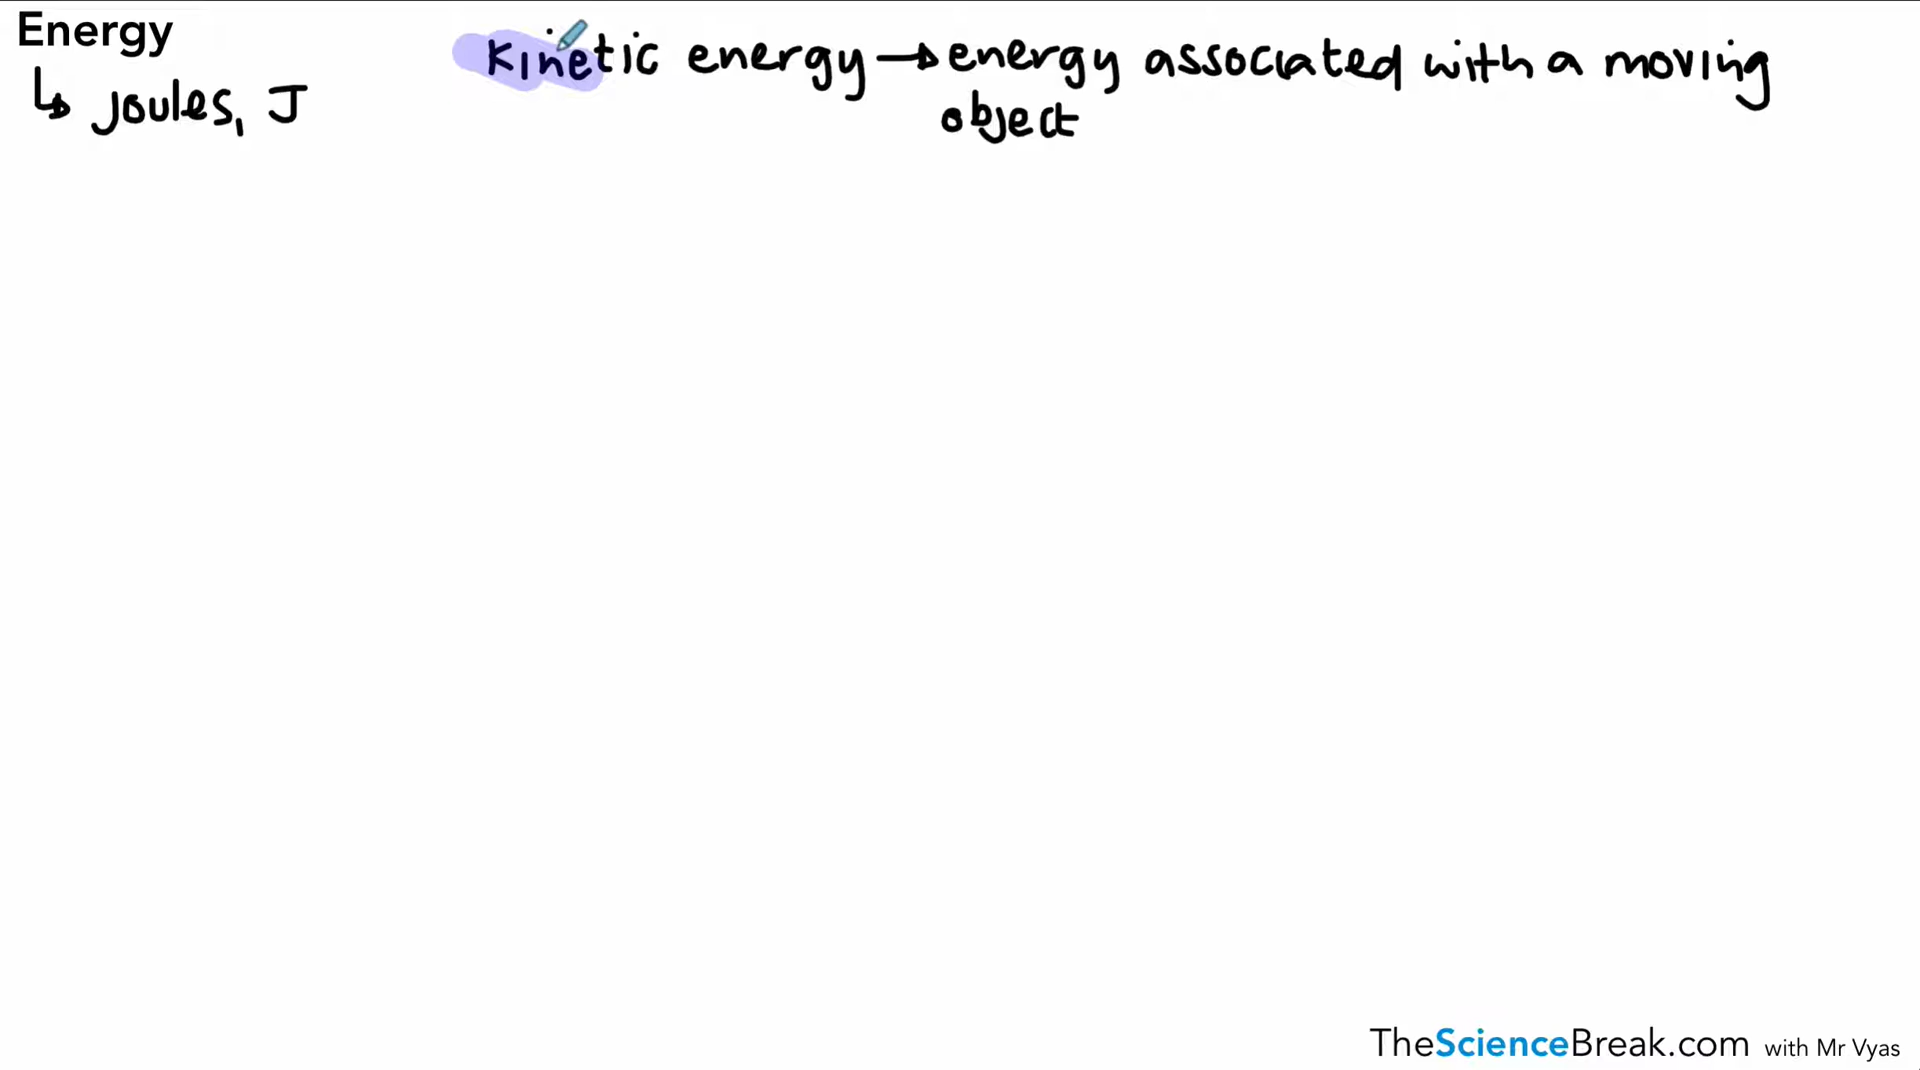 Energy
↳ Joules, J
Kinetic energy → energy associated with a moving
object
TheScienceBreak.com with Mr Vyas